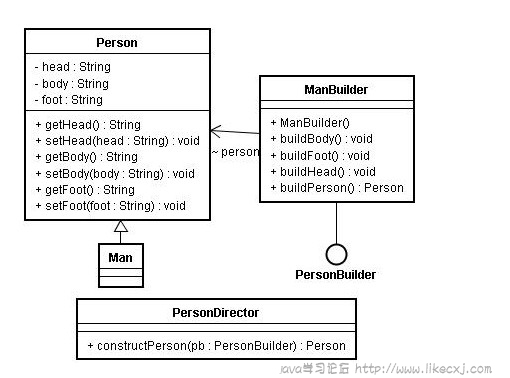 Person
- head : String
- body : String
- foot : String
+ getHead() : String
+ setHead(head : String) : void
+ getBody() : String
+ setBody(body : String) : void
+ getFoot() : String
+ setFoot(foot : String) : void
ManBuilder
+ ManBuilder()
+ buildBody() : void
+ buildFoot() : void
+ buildHead() : void
+ buildPerson() : Person
~ person
Man
PersonBuilder
PersonDirector
+ constructPerson(pb : PersonBuilder) : Person
java学习论坛 http://www.likecxj.com